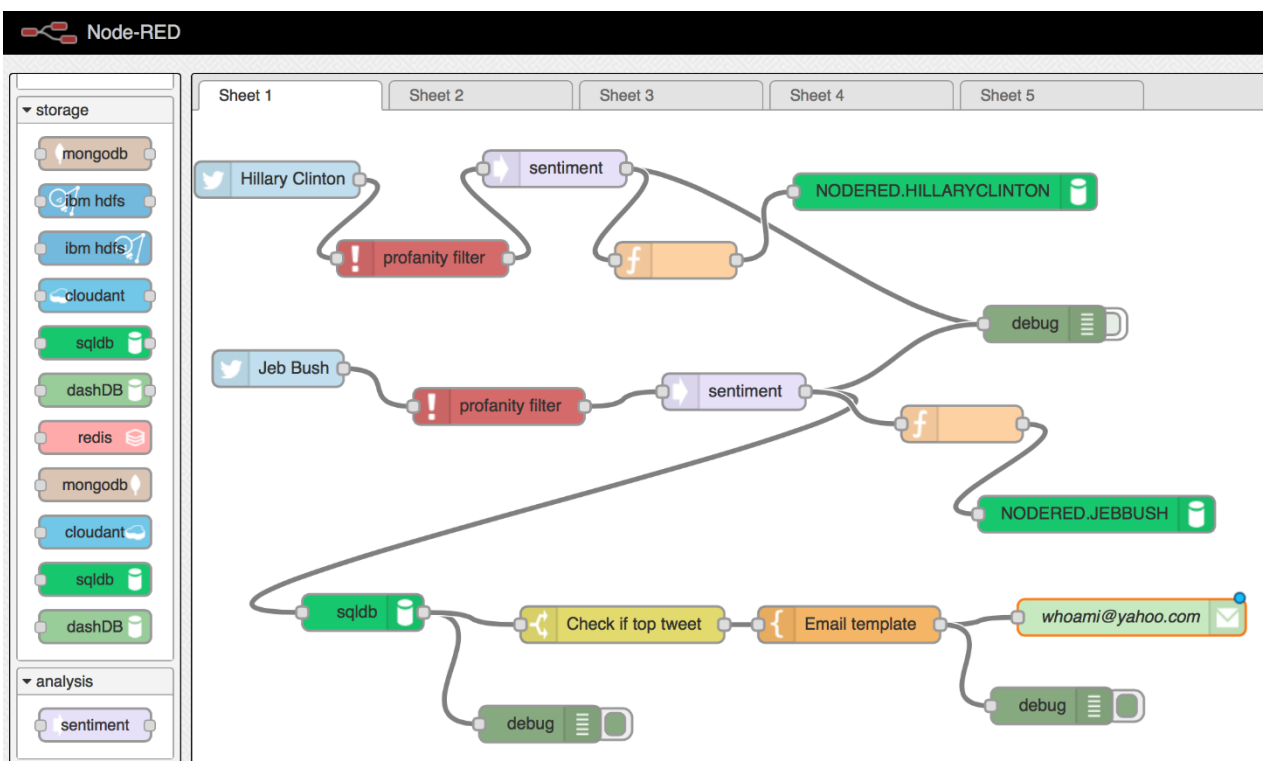 Node-RED
storage
mongodb
ibm hdfs
ibm hdfs
cloudant
sqldb
dashDB
redis
mongodb
cloudant
sqldb
dashDB
analysis
sentiment
Sheet 1
Sheet 2
Sheet 3
Sheet 4
Sheet 5
Hillary Clinton
sentiment
NODERED.HILLARYCLINTON
profanity filter
f
debug
Jeb Bush
sentiment
profanity filter
f
NODERED.JEBBUSH
sqldb
Check if top tweet
Email template
whoami@yahoo.com
debug
debug